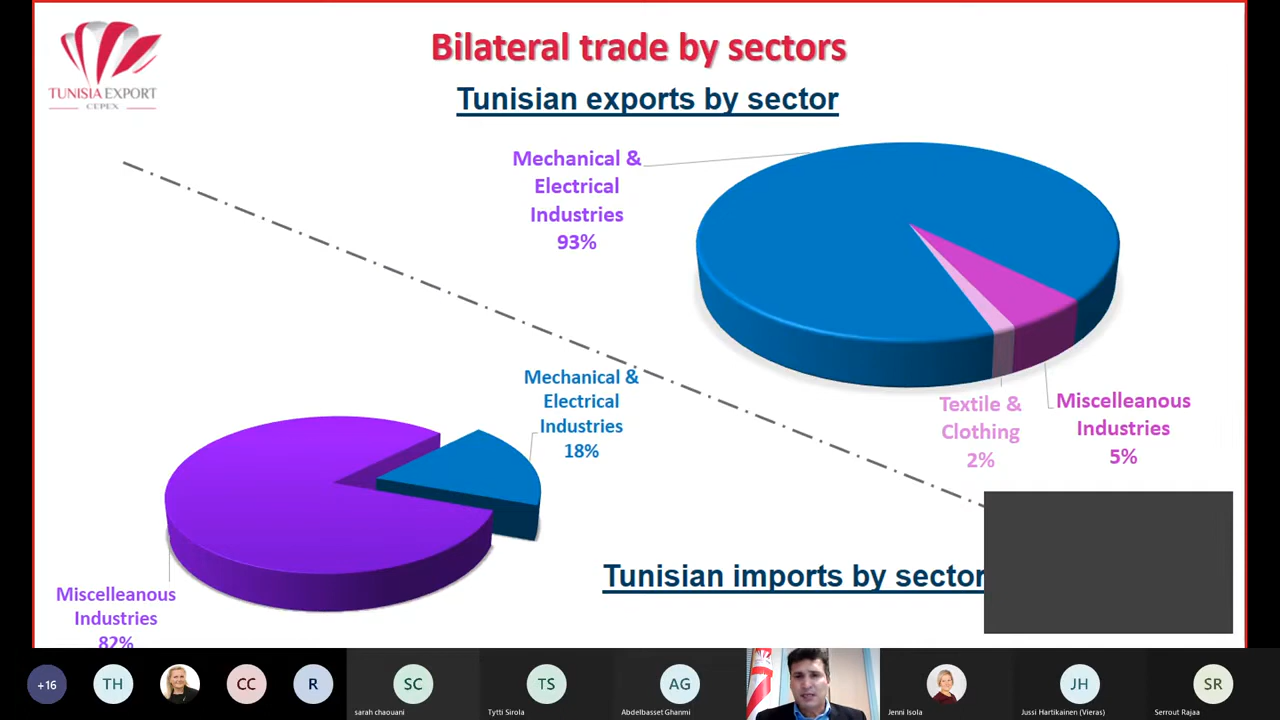 TUNISIA EXPORT
CEPEX
Bilateral trade by sectors
Tunisian exports by sector
Mechanical &
Electrical
Industries
93%
Textile &
Clothing
2%
Miscelleanous
Industries
5%
Mechanical &
Electrical
Industries
18%
Miscelleanous
Industries
82%
Tunisian imports by sector
+16
TH
CC
R
SC
sarah chaouani
TS
Tytti Sirola
AG
Abdelbasset Ghanmi
Jenni Isola
JH
Jussi Hartikainen (Vieras)
SR
Serrout Rajaa